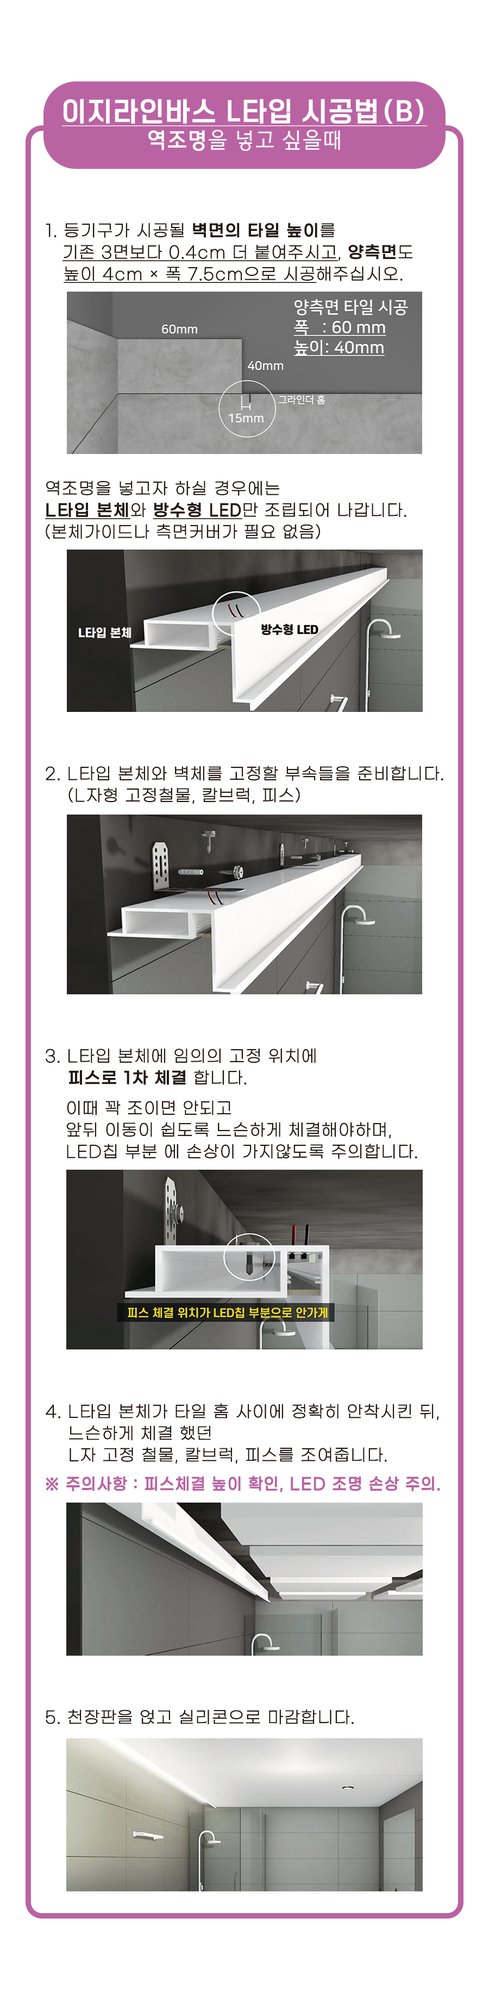 이지라인바스 L타입 시공법(B)
역조명을 넣고 싶을때
1. 등기구가 시공될 벽면의 타일 높이를
기존 3면보다 0.4cm 더 붙여주시고, 양측면도
높이 4cm × 폭 7.5cm으로 시공해주십시오.
양측면 타일 시공
폭 : 60 mm
높이: 40mm
60mm
40mm
그라인더 홈
15mm
역조명을 넣고자 하실 경우에는
L타입 본체와 방수형 LED만 조립되어 나갑니다.
(본체가이드나 측면커버가 필요 없음)
L타입 본체
방수형 LED
2. L타입 본체와 벽체를 고정할 부속들을 준비합니다.
(L자형 고정철물, 칼브럭, 피스)
3. L타입 본체에 임의의 고정 위치에
피스로 1차 체결 합니다.
이때 꽉 조이면 안되고
앞뒤 이동이 쉽도록 느슨하게 체결해야하며,
LED칩 부분 에 손상이 가지않도록 주의합니다.
피스 체결 위치가 LED칩 부분으로 안가게
4. L타입 본체가 타일 홈 사이에 정확히 안착시킨 뒤,
느슨하게 체결 했던
L자 고정 철물, 칼브럭, 피스를 조여줍니다.
※ 주의사항 : 피스체결 높이 확인, LED 조명 손상 주의.
5. 천장판을 얹고 실리콘으로 마감합니다.